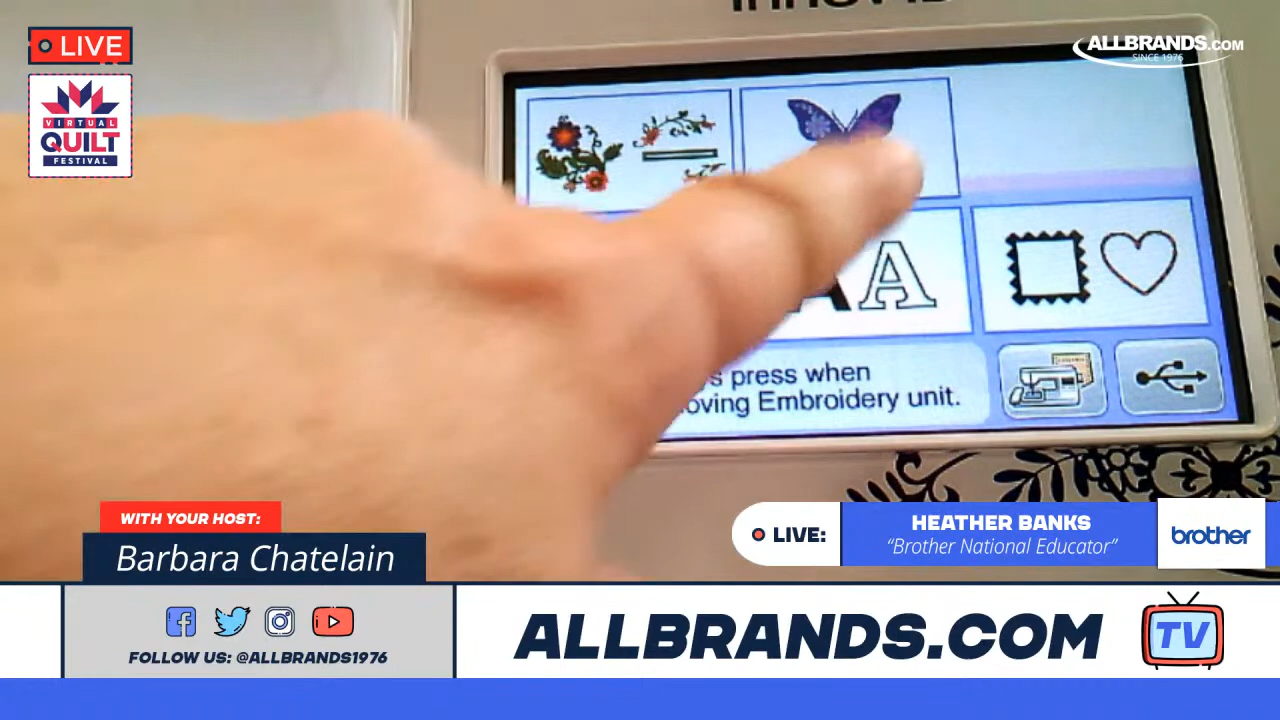 LIVE
VIRTUAL
QUILT
FESTIVAL
ALLBRANDS.COM
SINCE 1976
A
press when
Embroidery unit.
WITH YOUR HOST:
Barbara Chatelain
LIVE:
HEATHER BANKS
“Brother National Educator”
brother
FOLLOW US: @ALLBRANDS1976
ALLBRANDS.COM
TV